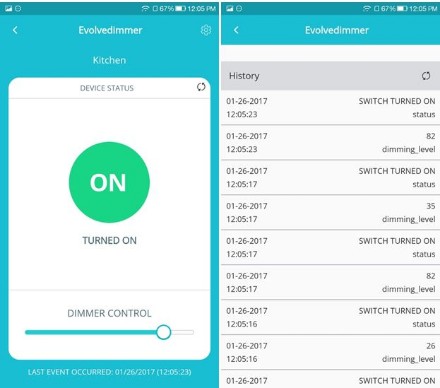 67% 12:05 PM
Evolvedimmer
Kitchen
DEVICE STATUS
ON
TURNED ON
DIMMER CONTROL
LAST EVENT OCCURRED: 01/26/2017 (12:05:23)
67% 12:05 PM
Evolvedimmer
History
01-26-2017 SWITCH TURNED ON
12:05:23 status
01-26-2017 82
12:05:23 dimming_level
01-26-2017 SWITCH TURNED ON
12:05:17 status
01-26-2017 35
12:05:17 dimming_level
01-26-2017 SWITCH TURNED ON
12:05:17 status
01-26-2017 82
12:05:17 dimming_level
01-26-2017 SWITCH TURNED ON
12:05:16 status
01-26-2017 26
12:05:16 dimming_level
01-26-2017 SWITCH TURNED ON